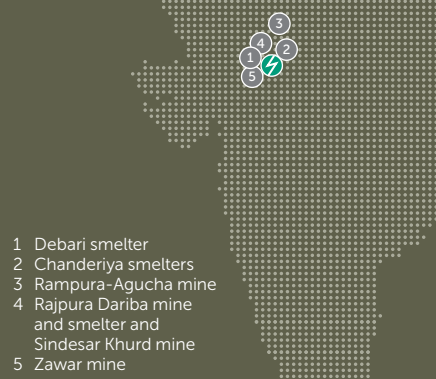 3
4
2
1
5
1 Debari smelter
2 Chanderiya smelters
3 Rampura-Agucha mine
4 Rajpura Dariba mine
and smelter and
Sindesar Khurd mine
5 Zawar mine